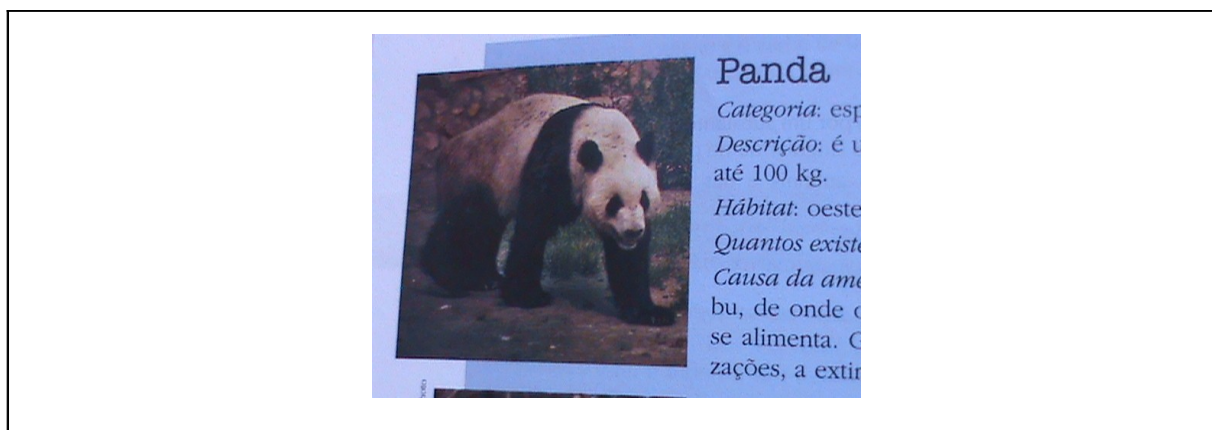 Panda
Categoria: esp
Descrição: é u
até 100 kg.
Hábitat: oeste
Quantos existe
Causa da ame
bu, de onde o
se alimenta. G
zações, a extin